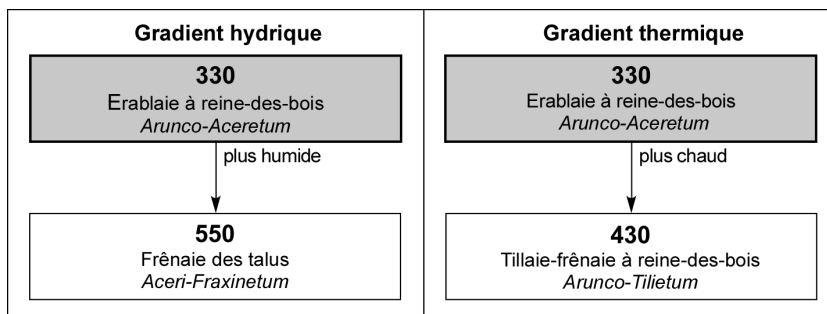 Gradient hydrique
330
Erablaie à reine-des-bois
Arunco-Aceretum
plus humide
550
Frênaie des talus
Aceri-Fraxinetum
Gradient thermique
330
Erablaie à reine-des-bois
Arunco-Aceretum
plus chaud
430
Tillaie-frênaie à reine-des-bois
Arunco-Tilietum